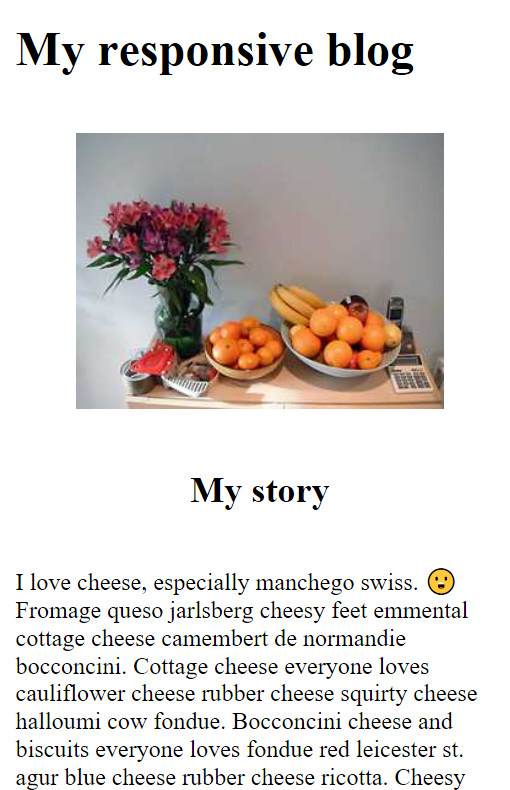 My responsive blog
My story
I love cheese, especially manchego swiss. 😛
Fromage queso jarlsberg cheesy feet emmental
cottage cheese camembert de normandie
bocconcini. Cottage cheese everyone loves
cauliflower cheese rubber cheese squirty cheese
halloumi cow fondue. Bocconcini cheese and
biscuits everyone loves fondue red leicester st.
agur blue cheese rubber cheese ricotta. Cheesy